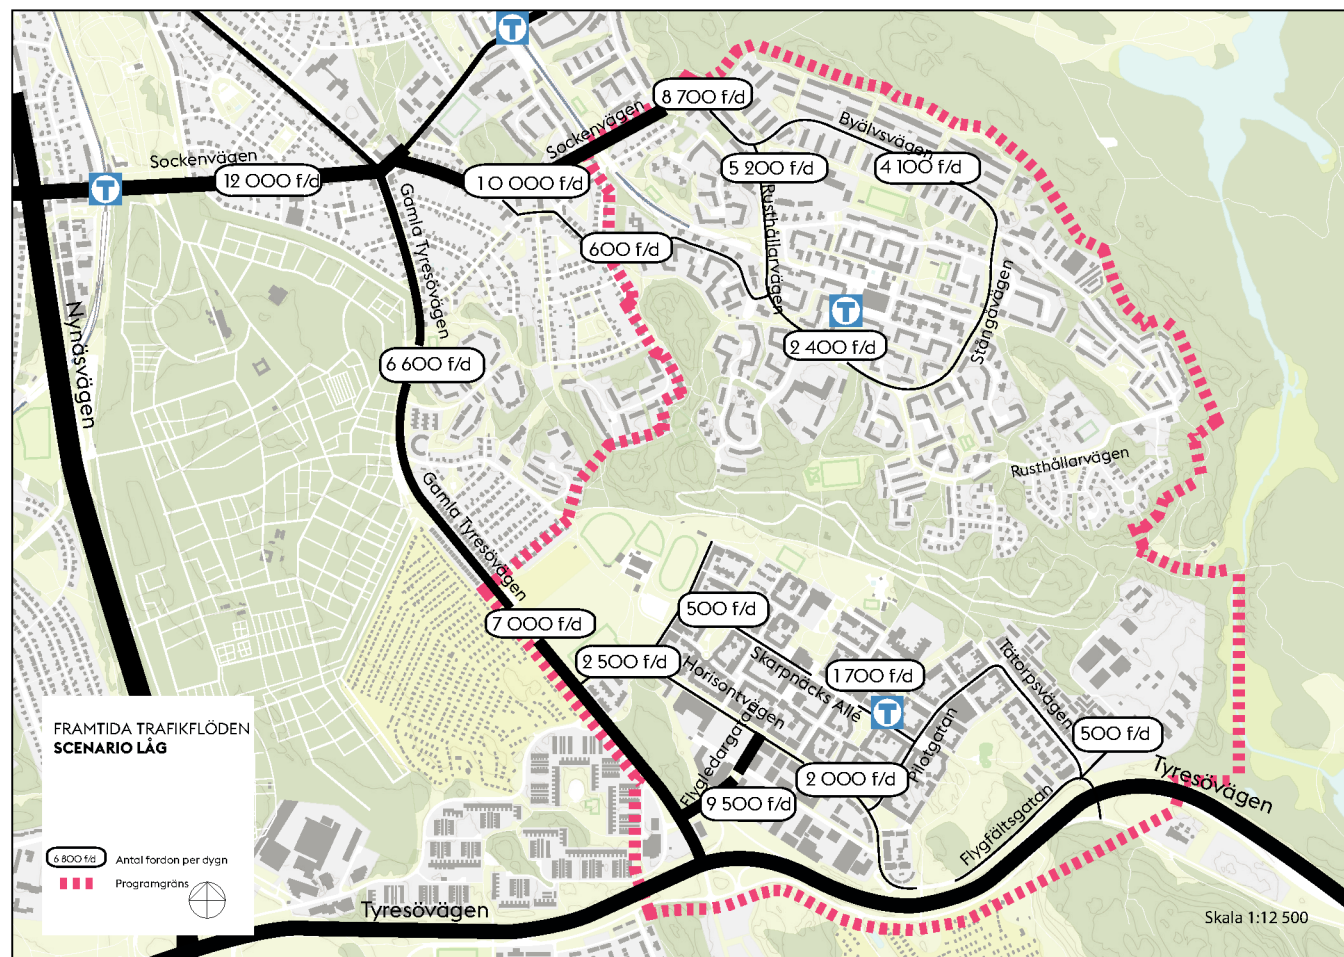 T
Sockenvägen
8 700 f/d
Byälvsvägen
Sockenvägen
T
12 000 f/d
10 000 f/d
5 200 f/d
4 100 f/d
Gamla Tyresövägen
Rusthållarvägen
600 f/d
Nynäsvägen
T
Stångåvägen
2 400 f/d
6 600 f/d
Rusthållarvägen
Gamla Tyresövägen
7 000 f/d
500 f/d
2 500 f/d
Skarpnäcks Allé
Horisontvägen
1 700 f/d
T
Tätorpsvägen
Pilotgatan
500 f/d
Flygledargatan
2 000 f/d
9 500 f/d
Flygfältsgatan
Tyresövägen
Tyresövägen
FRAMTIDA TRAFIKFLÖDEN
SCENARIO LÅG
6 800 f/d Antal fordon per dygn
Programgräns
Skala 1:12 500